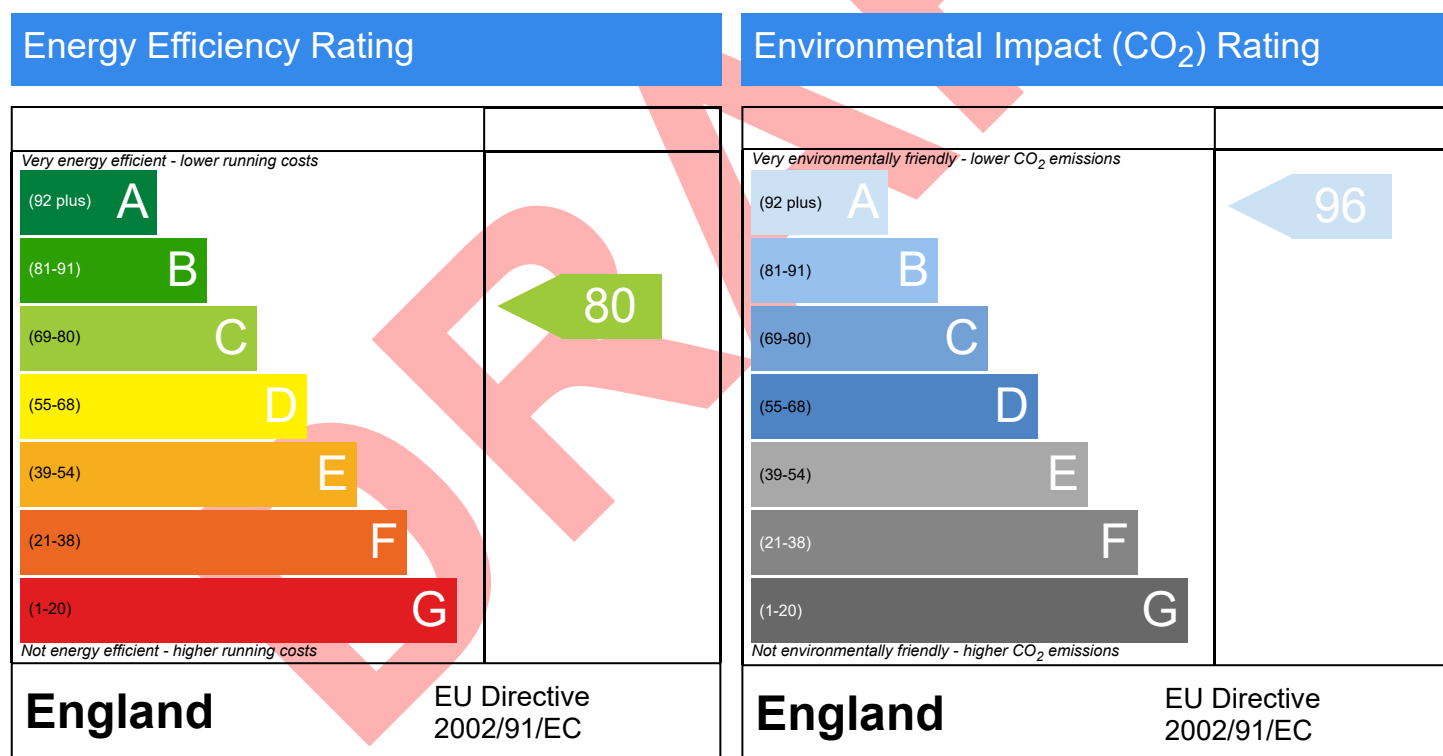 Energy Efficiency Rating
Very energy efficient - lower running costs
(92 plus) A
(81-91) B
(69-80) C
(55-68) D
(39-54) E
(21-38) F
(1-20) G
Not energy efficient - higher running costs
80
England
EU Directive
2002/91/EC
Environmental Impact (CO2) Rating
Very environmentally friendly - lower CO2 emissions
(92 plus) A
(81-91) B
(69-80) C
(55-68) D
(39-54) E
(21-38) F
(1-20) G
Not environmentally friendly - higher CO2 emissions
96
England
EU Directive
2002/91/EC